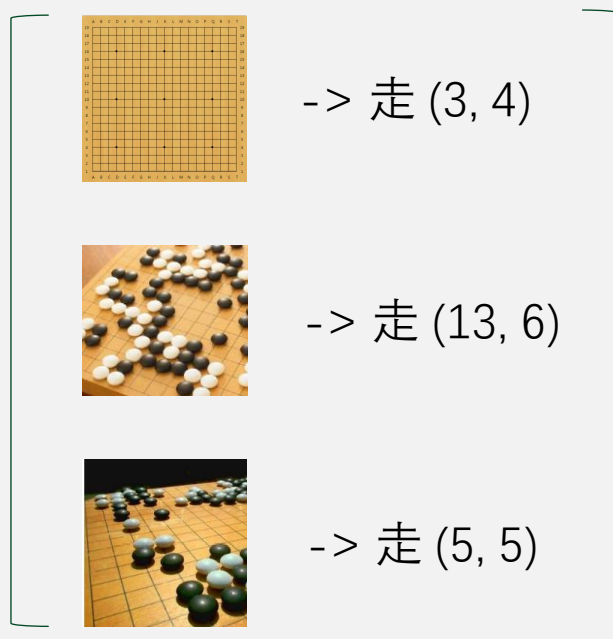 -> 走 (3, 4)
-> 走 (13, 6)
-> 走 (5, 5)